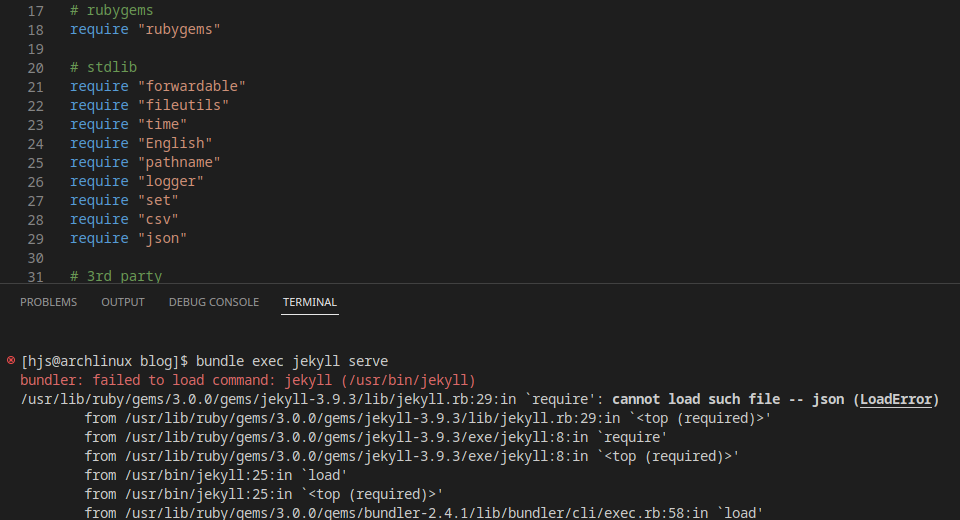 17 # rubygems
18 require "rubygems"
19
20 # stdlib
21 require "forwardable"
22 require "fileutils"
23 require "time"
24 require "English"
25 require "pathname"
26 require "logger"
27 require "set"
28 require "csv"
29 require "json"
30
31 # 3rd party
PROBLEMS OUTPUT DEBUG CONSOLE TERMINAL
[hjs@archlinux blog]$ bundle exec jekyll serve
bundler: failed to load command: jekyll (/usr/bin/jekyll)
/usr/lib/ruby/gems/3.0.0/gems/jekyll-3.9.3/lib/jekyll.rb:29:in `require': cannot load such file -- json (LoadError)
from /usr/lib/ruby/gems/3.0.0/gems/jekyll-3.9.3/lib/jekyll.rb:29:in `<top (required)>'
from /usr/lib/ruby/gems/3.0.0/gems/jekyll-3.9.3/exe/jekyll:8:in `require'
from /usr/lib/ruby/gems/3.0.0/gems/jekyll-3.9.3/exe/jekyll:8:in `<top (required)>'
from /usr/bin/jekyll:25:in `load'
from /usr/bin/jekyll:25:in `<top (required)>'
from /usr/lib/ruby/gems/3.0.0/gems/bundler-2.4.1/lib/bundler/cli/exec.rb:58:in `load'